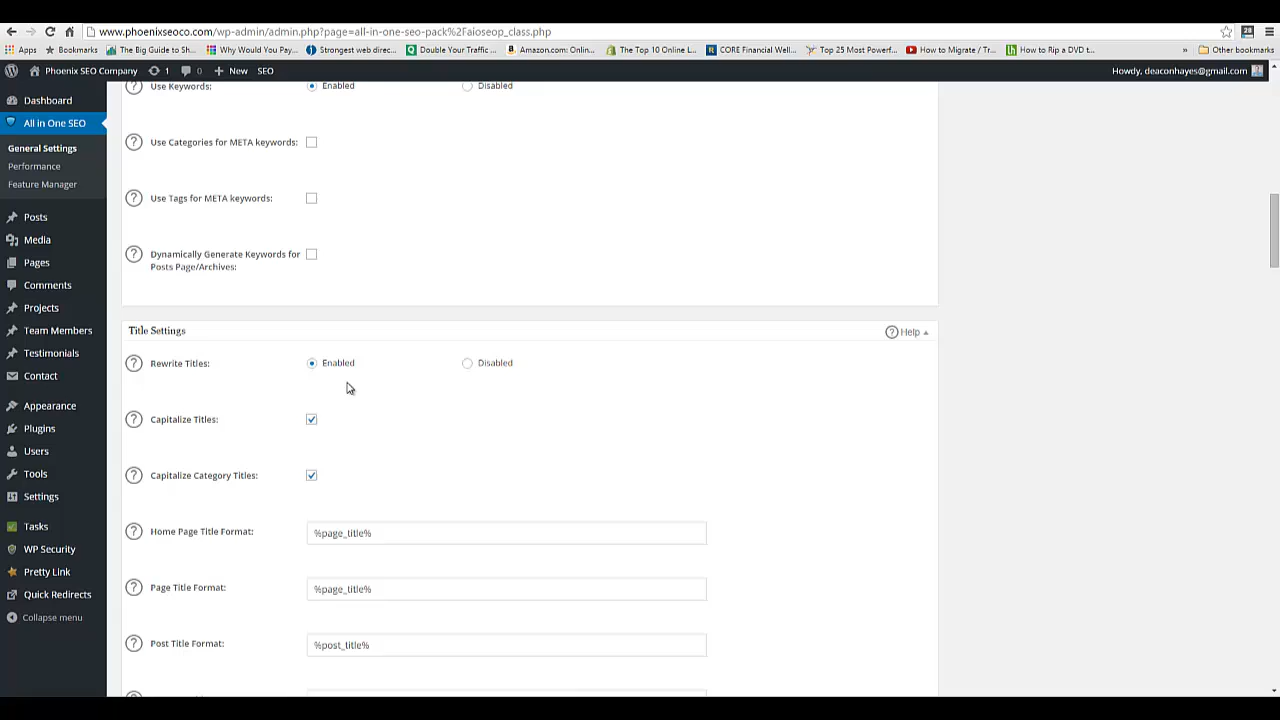 www.phoenixseoco.com/wp-admin/admin.php?page=all-in-one-seo-pack%2Faioseop_class.php
Apps Bookmarks The Big Guide to Sh... Why Would You Pay... Strongest web direc... Double Your Traffic ... Amazon.com: Onlin... The Top 10 Online L... CORE Financial Well... Top 25 Most Powerf... How to Migrate / Tr... How to Rip a DVD t... » Other bookmarks
Phoenix SEO Company 1 0 New SEO Howdy, deaconhayes@gmail.com
Use Keywords: Enabled Disabled
Dashboard
All in One SEO
General Settings
Performance
Feature Manager
Posts
Media
Pages
Comments
Projects
Team Members
Testimonials
Contact
Appearance
Plugins
Users
Tools
Settings
Tasks
WP Security
Pretty Link
Quick Redirects
Collapse menu
? Use Categories for META keywords:
? Use Tags for META keywords:
? Dynamically Generate Keywords for
Posts Page/Archives:
Title Settings ? Help
? Rewrite Titles: Enabled Disabled
? Capitalize Titles:
? Capitalize Category Titles:
? Home Page Title Format: %page_title%
? Page Title Format: %page_title%
? Post Title Format: %post_title%